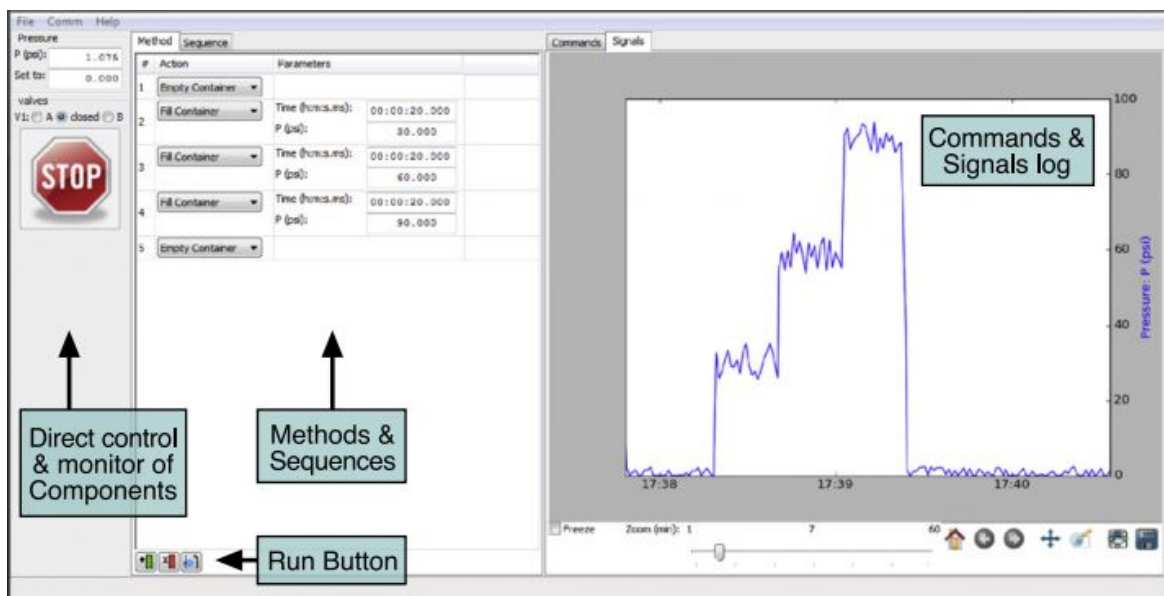 File Comm Help
Pressure
P (psi): 1.076
Set to: 0.000
valves
V1: A closed B
STOP
Direct control
& monitor of
Components
Method Sequence
# Action Parameters
1 Empty Container
2 Fill Container Time (h:m:s.ms): 00:00:20.000
P (psi): 30.000
3 Fill Container Time (h:m:s.ms): 00:00:20.000
P (psi): 60.000
4 Fill Container Time (h:m:s.ms): 00:00:20.000
P (psi): 90.000
5 Empty Container
Methods &
Sequences
Run Button
Commands Signals
Commands &
Signals log
100
80
60
40
20
0
Pressure: P (psi)
17:38 17:39 17:40
Freeze Zoom (min): 1 7 60